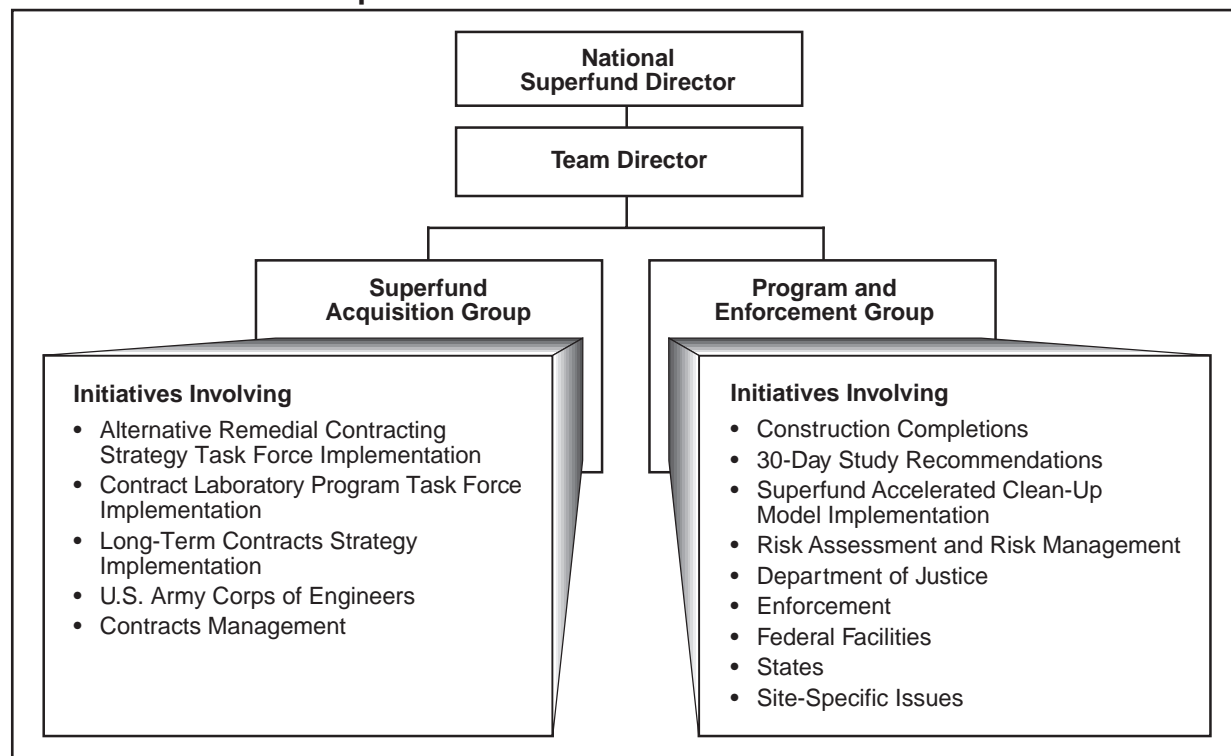 National
Superfund Director
Team Director
Superfund
Acquisition Group
Program and
Enforcement Group
Initiatives Involving
• Alternative Remedial Contracting
Strategy Task Force Implementation
• Contract Laboratory Program Task Force
Implementation
• Long-Term Contracts Strategy
Implementation
• U.S. Army Corps of Engineers
• Contracts Management
Initiatives Involving
• Construction Completions
• 30-Day Study Recommendations
• Superfund Accelerated Clean-Up
Model Implementation
• Risk Assessment and Risk Management
• Department of Justice
• Enforcement
• Federal Facilities
• States
• Site-Specific Issues